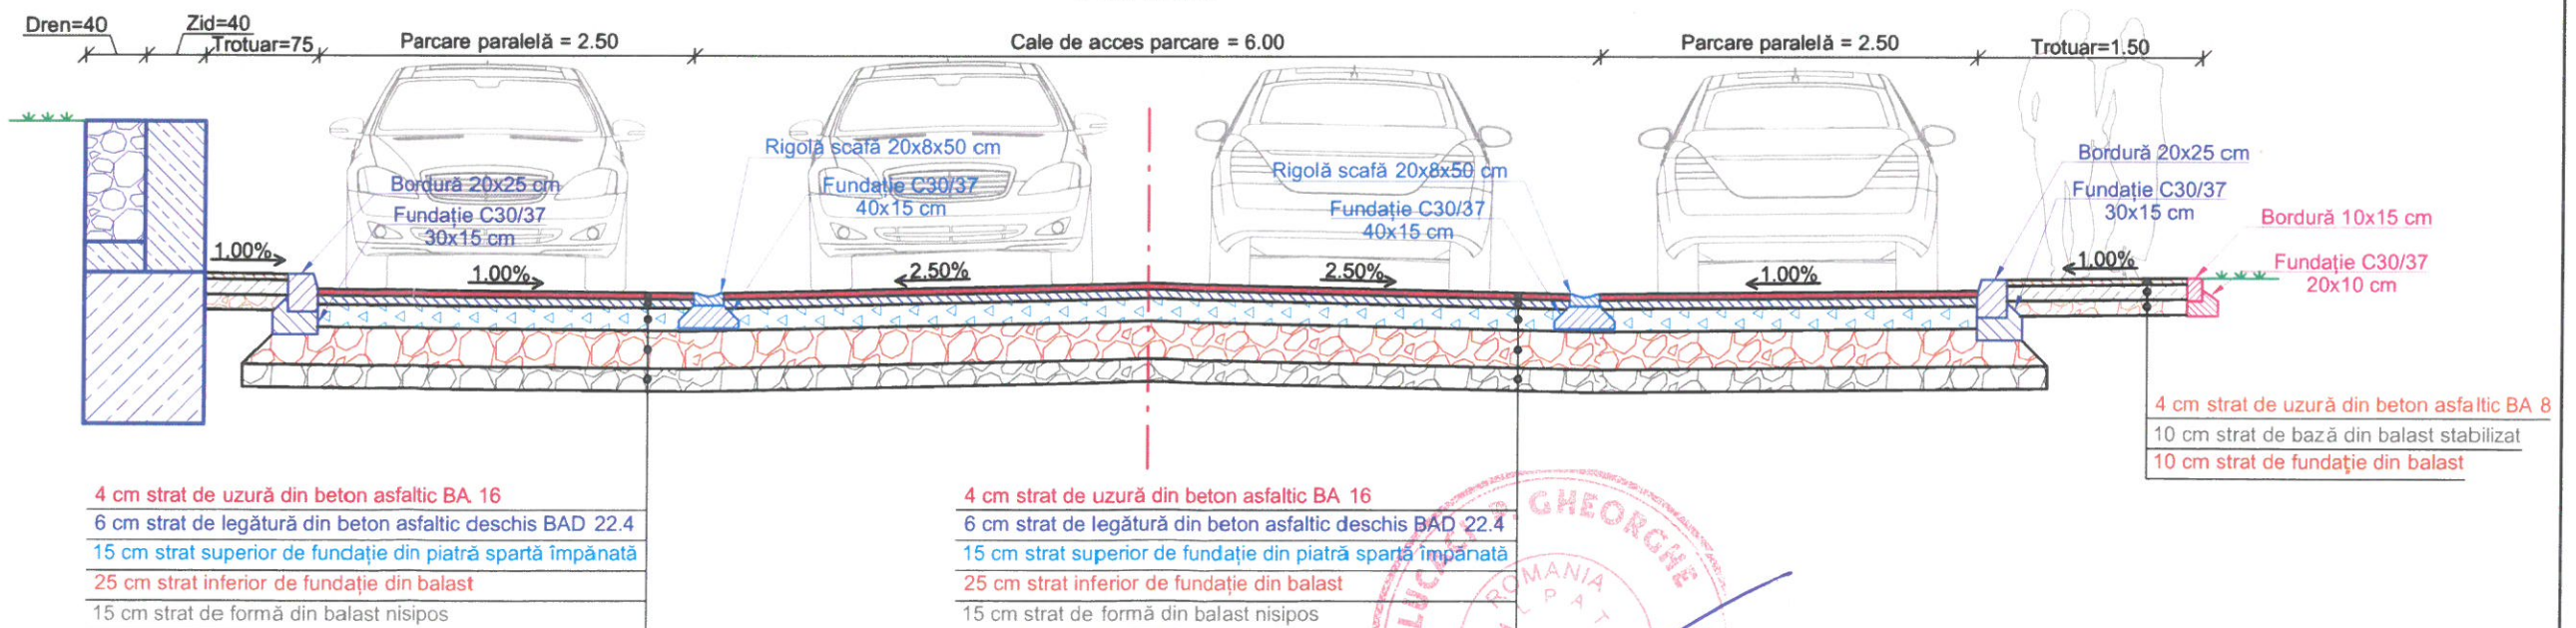 Dren=40
Zid=40
Trotuar=75
Parcare paralelă = 2.50
Cale de acces parcare = 6.00
Parcare paralelă = 2.50
Trotuar=1.50
Rigolă scafă 20x8x50 cm
Fundație C30/37
40x15 cm
Bordură 20x25 cm
Fundație C30/37
30x15 cm
Rigolă scafă 20x8x50 cm
Fundație C30/37
40x15 cm
Bordură 20x25 cm
Fundație C30/37
30x15 cm
Bordură 10x15 cm
Fundație C30/37
20x10 cm
1.00%
1.00%
2.50%
2.50%
1.00%
1.00%
4 cm strat de uzură din beton asfaltic BA 8
10 cm strat de bază din balast stabilizat
10 cm strat de fundație din balast
4 cm strat de uzură din beton asfaltic BA 16
6 cm strat de legătură din beton asfaltic deschis BAD 22.4
15 cm strat superior de fundație din piatră spartă împănată
25 cm strat inferior de fundație din balast
15 cm strat de formă din balast nisipos
4 cm strat de uzură din beton asfaltic BA 16
6 cm strat de legătură din beton asfaltic deschis BAD 22.4
15 cm strat superior de fundație din piatră spartă împănată
25 cm strat inferior de fundație din balast
15 cm strat de formă din balast nisipos
GHEORGHE
ROMANIA